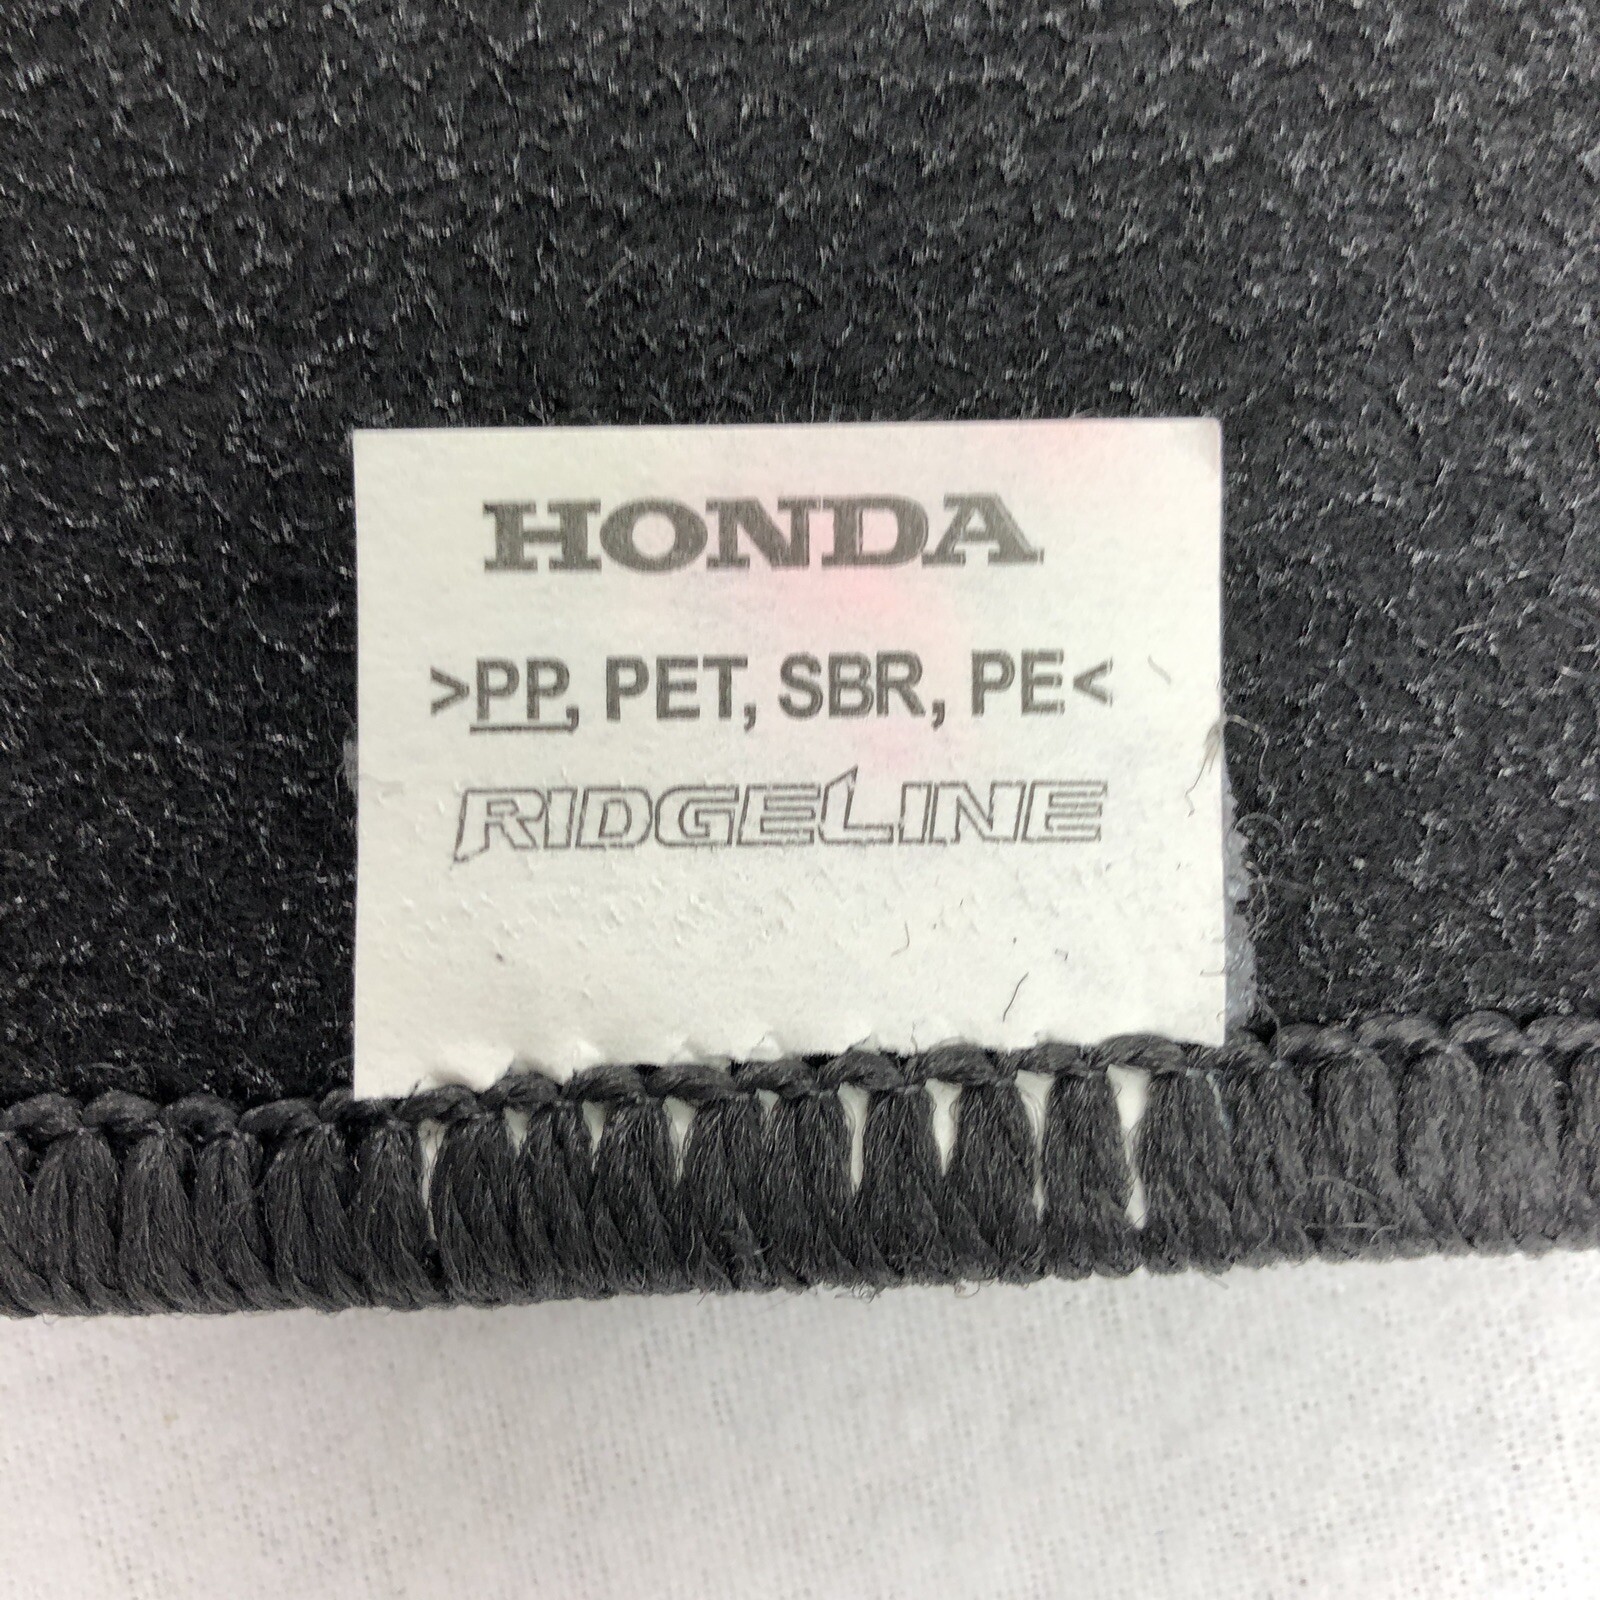 HONDA
>PP, PET, SBR, PE<
RIDGELINE